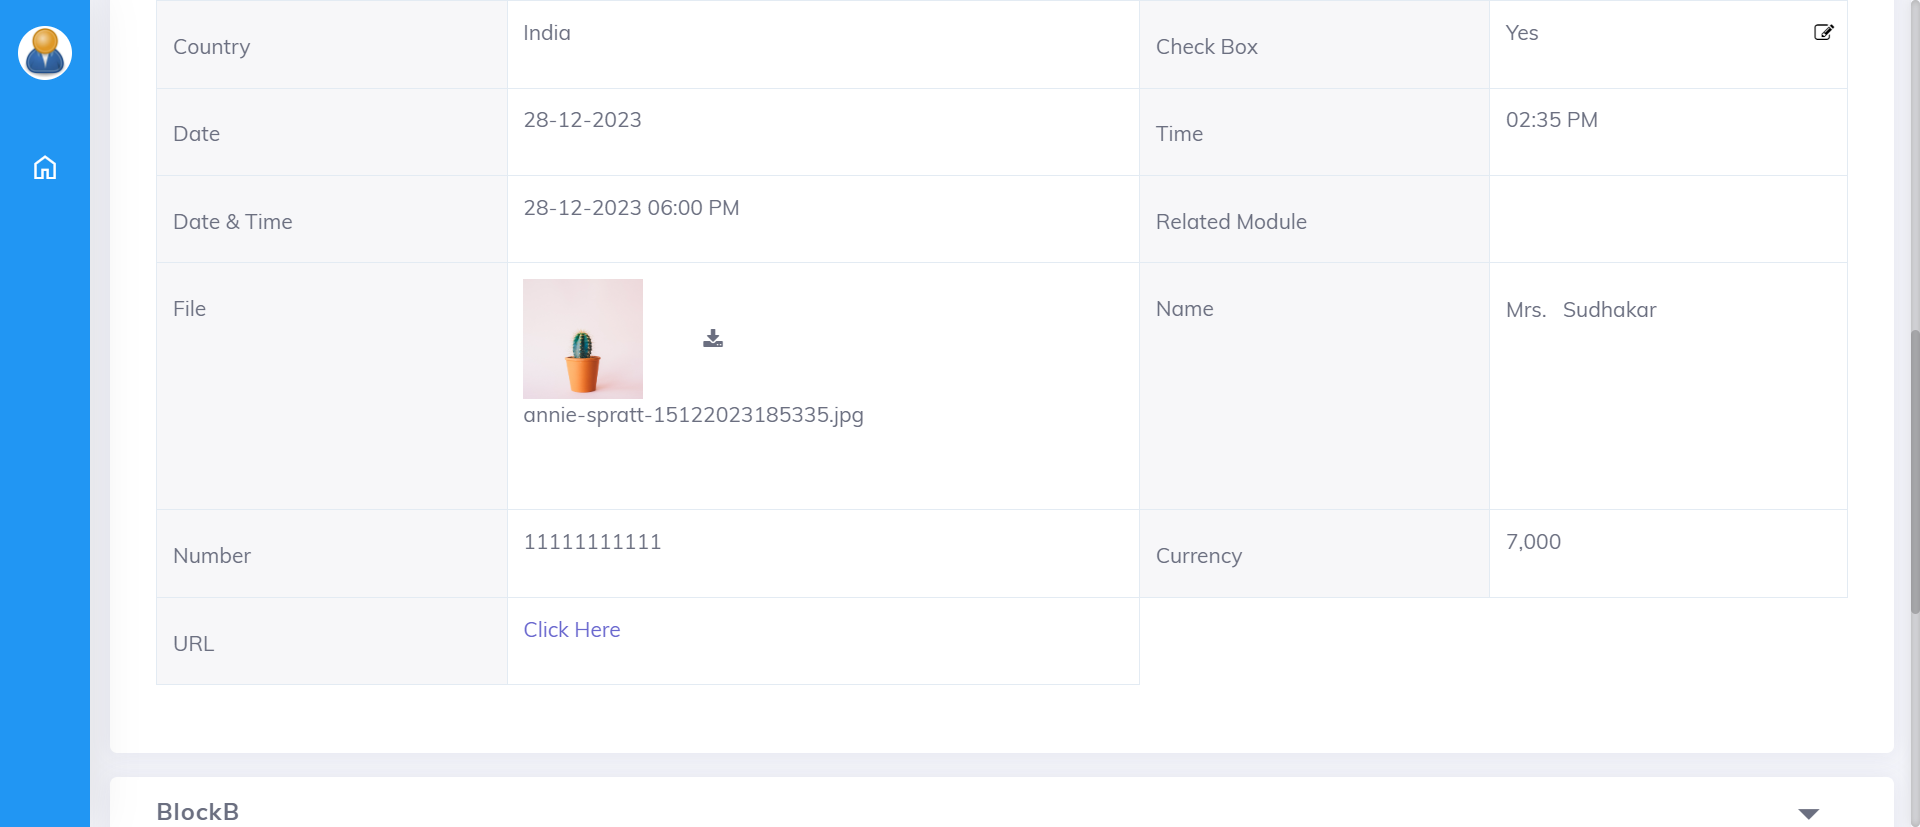 Country
India
Check Box
Yes
Date
28-12-2023
Time
02:35 PM
Date & Time
28-12-2023 06:00 PM
Related Module
File
annie-spratt-15122023185335.jpg
Name
Mrs. Sudhakar
Number
11111111111
Currency
7,000
URL
Click Here
BlockB